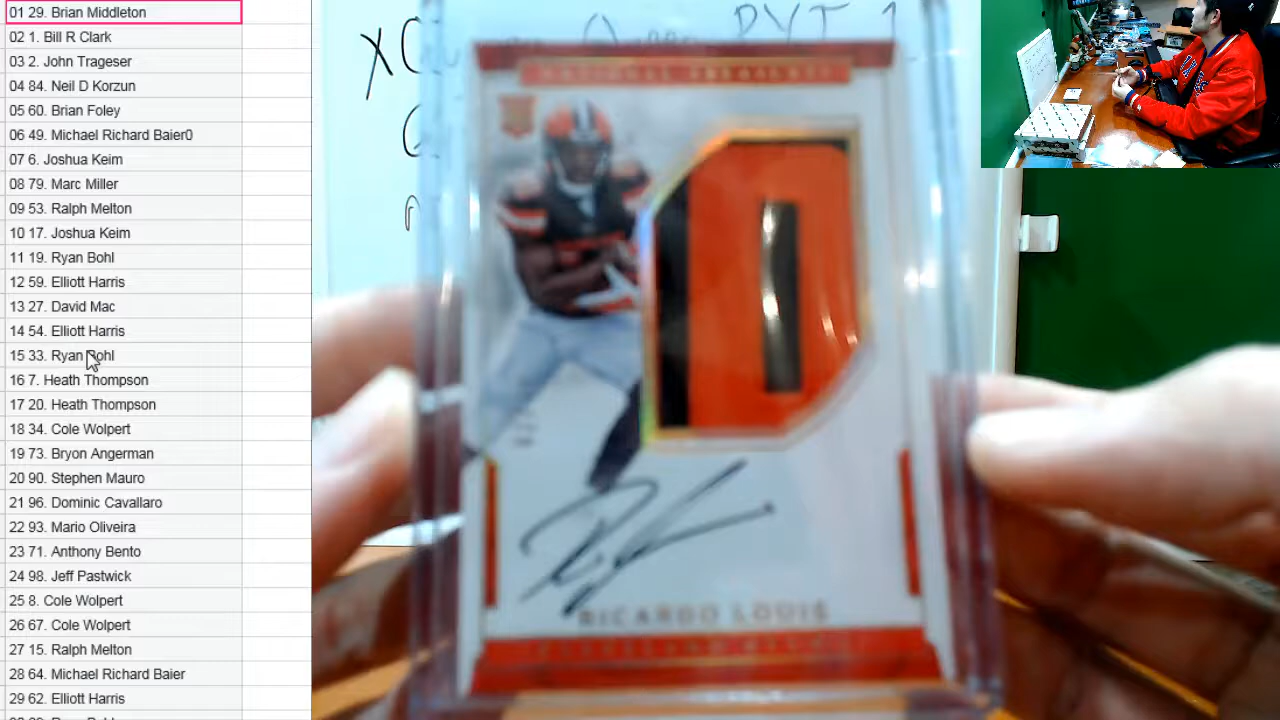 01 29. Brian Middleton
02 1. Bill R Clark
03 2. John Trageser
04 84. Neil D Korzun
05 60. Brian Foley
06 49. Michael Richard Baier0
07 6. Joshua Keim
08 79. Marc Miller
09 53. Ralph Melton
10 17. Joshua Keim
11 19. Ryan Bohl
12 59. Elliott Harris
13 27. David Mac
14 54. Elliott Harris
15 33. Ryan Bohl
16 7. Heath Thompson
17 20. Heath Thompson
18 34. Cole Wolpert
19 73. Bryon Angerman
20 90. Stephen Mauro
21 96. Dominic Cavallaro
22 93. Mario Oliveira
23 71. Anthony Bento
24 98. Jeff Pastwick
25 8. Cole Wolpert
26 67. Cole Wolpert
27 15. Ralph Melton
28 64. Michael Richard Baier
29 62. Elliott Harris
NATIONAL TREASURES
RICARDO LOUIS
CLEVELAND BROWNS